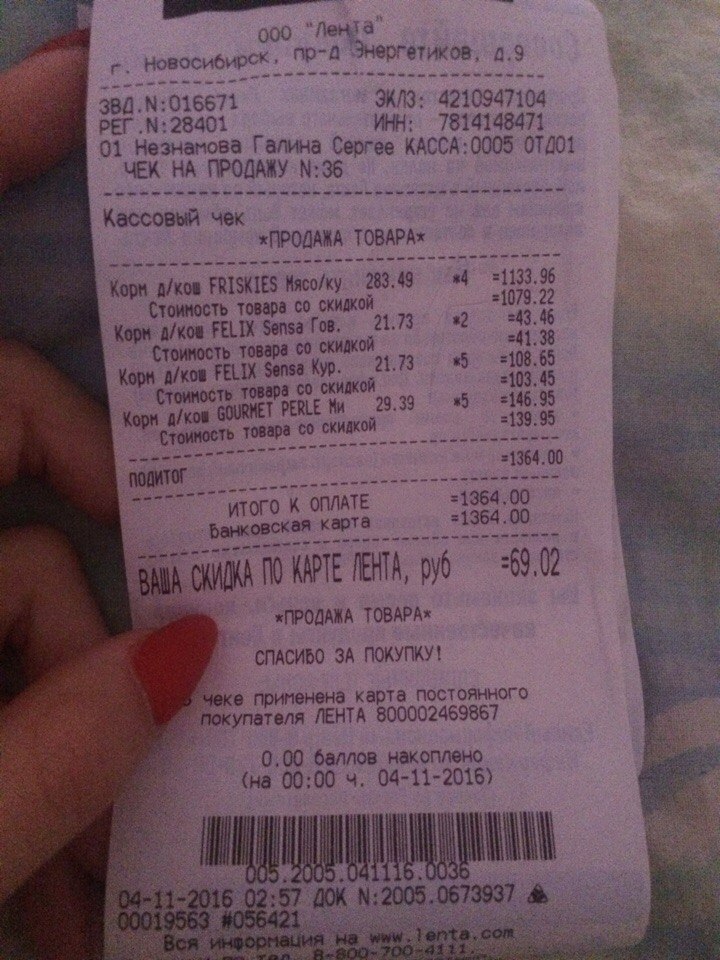 ООО "Лента"
г. Новосибирск, пр-д Энергетиков, д.9
ЗВД.N:016671 ЭКЛЗ: 4210947104
РЕГ.N:28401 ИНН: 7814148471
01 Незнамова Галина Сергее КАССА:0005 ОТД01
ЧЕК НА ПРОДАЖУ N:36
Кассовый чек
*ПРОДАЖА ТОВАРА*
Корм д/кош FRISKIES Мясо/ку 283.49 *4 =1133.96
Стоимость товара со скидкой =1079.22
Корм д/кош FELIX Sensa Гов. 21.73 *2 =43.46
Стоимость товара со скидкой =41.38
Корм д/кош FELIX Sensa Кур. 21.73 *5 =108.65
Стоимость товара со скидкой =103.45
Корм д/кош GOURMET PERLE Ми 29.39 *5 =146.95
Стоимость товара со скидкой =139.95
ПОДИТОГ =1364.00
ИТОГО К ОПЛАТЕ =1364.00
Банковская карта =1364.00
ВАША СКИДКА ПО КАРТЕ ЛЕНТА, руб =69.02
*ПРОДАЖА ТОВАРА*
СПАСИБО ЗА ПОКУПКУ!
чеке применена карта постоянного
покупателя ЛЕНТА 800002469867
0.00 баллов накоплено
(на 00:00 ч. 04-11-2016)
005.2005.041116.0036
04-11-2016 02:57 ДОК N:2005.0673937
00019563 #056421
Вся информация на www.lenta.com
тел. 8-800-700-4111.